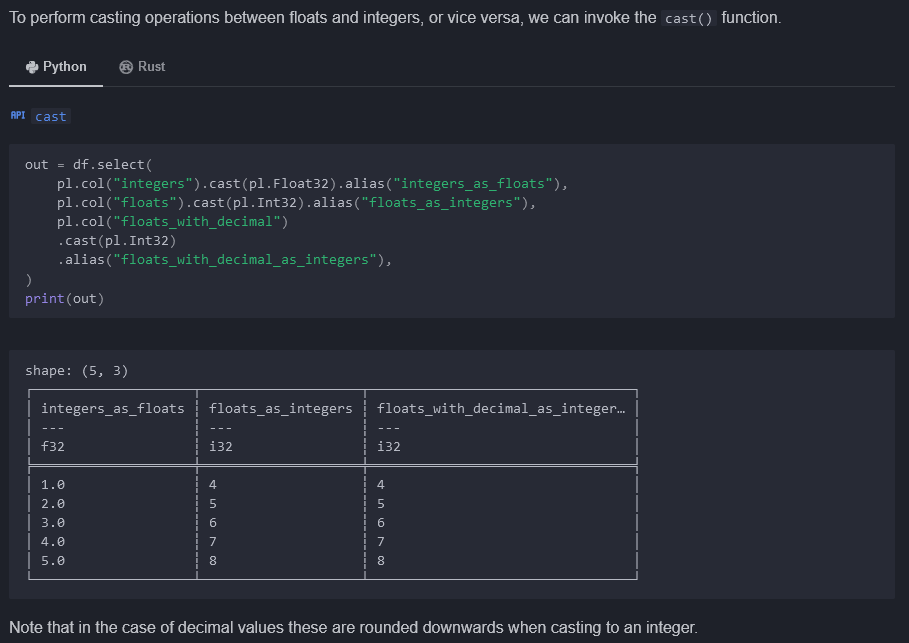 To perform casting operations between floats and integers, or vice versa, we can invoke the cast() function.
Python Rust
API cast
out = df.select(
    pl.col("integers").cast(pl.Float32).alias("integers_as_floats"),
    pl.col("floats").cast(pl.Int32).alias("floats_as_integers"),
    pl.col("floats_with_decimal")
    .cast(pl.Int32)
    .alias("floats_with_decimal_as_integers"),
)
print(out)
shape: (5, 3)
integers_as_floats floats_as_integers floats_with_decimal_as_integer…
--- --- ---
f32 i32 i32
1.0 4 4
2.0 5 5
3.0 6 6
4.0 7 7
5.0 8 8
Note that in the case of decimal values these are rounded downwards when casting to an integer.